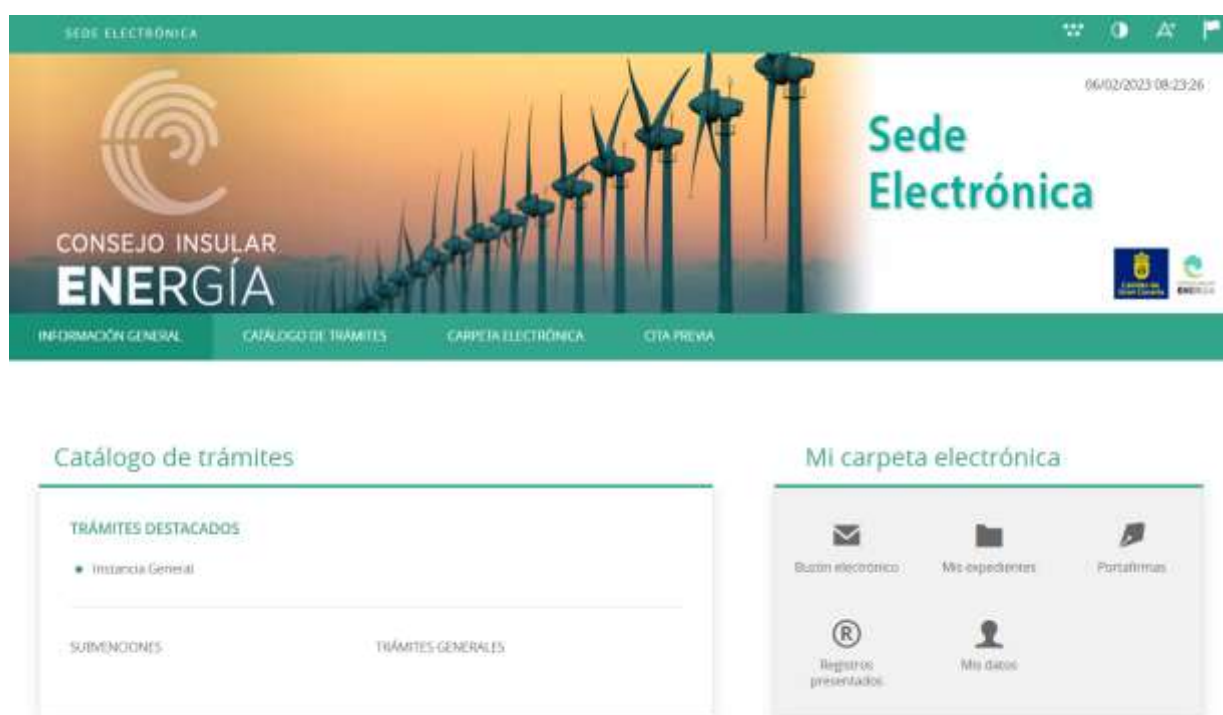 SEDE ELECTRÓNICA
06/02/2023 08:23:26
Sede
Electrónica
CONSEJO INSULAR
ENERGÍA
INFORMACIÓN GENERAL
CATÁLOGO DE TRÁMITES
CARPETA ELECTRÓNICA
CITA PREVIA
Catálogo de trámites
TRÁMITES DESTACADOS
Instancia General
SUBVENCIONES
TRÁMITES GENERALES
Mi carpeta electrónica
Buzón electrónico
Mis expedientes
Portafirmas
Registros
presentados
Mis datos